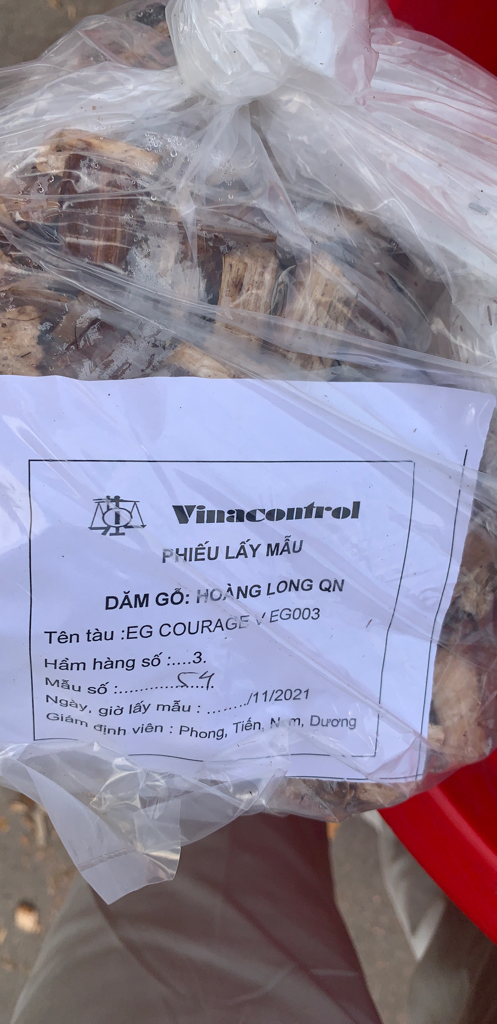 Vinacontrol
PHIẾU LẤY MẪU
DĂM GỖ: HOÀNG LONG QN
Tên tàu :EG COURAGE V EG003
Hầm hàng số :....3.
Mẫu số :..............54.
Ngày, giờ lấy mẫu : ......../11/2021
Giám định viên : Phong, Tiến, Nam, Dương